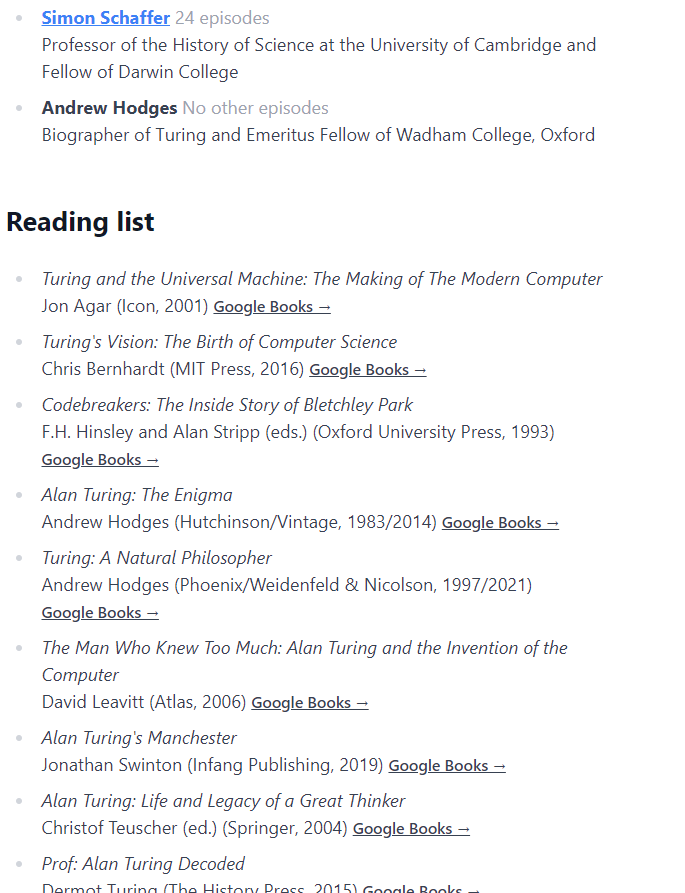 Simon Schaffer 24 episodes
Professor of the History of Science at the University of Cambridge and
Fellow of Darwin College
Andrew Hodges No other episodes
Biographer of Turing and Emeritus Fellow of Wadham College, Oxford
Reading list
Turing and the Universal Machine: The Making of The Modern Computer
Jon Agar (Icon, 2001) Google Books →
Turing's Vision: The Birth of Computer Science
Chris Bernhardt (MIT Press, 2016) Google Books →
Codebreakers: The Inside Story of Bletchley Park
F.H. Hinsley and Alan Stripp (eds.) (Oxford University Press, 1993)
Google Books →
Alan Turing: The Enigma
Andrew Hodges (Hutchinson/Vintage, 1983/2014) Google Books →
Turing: A Natural Philosopher
Andrew Hodges (Phoenix/Weidenfeld & Nicolson, 1997/2021)
Google Books →
The Man Who Knew Too Much: Alan Turing and the Invention of the
Computer
David Leavitt (Atlas, 2006) Google Books →
Alan Turing's Manchester
Jonathan Swinton (Infang Publishing, 2019) Google Books →
Alan Turing: Life and Legacy of a Great Thinker
Christof Teuscher (ed.) (Springer, 2004) Google Books →
Prof: Alan Turing Decoded
Dermot Turing (The History Press, 2015) Google Books →